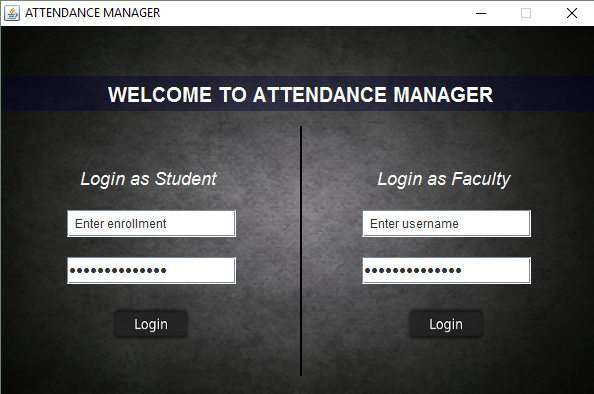 ATTENDANCE MANAGER
WELCOME TO ATTENDANCE MANAGER
Login as Student
Enter enrollment
••••••••••••••
Login
Login as Faculty
Enter username
••••••••••••••
Login